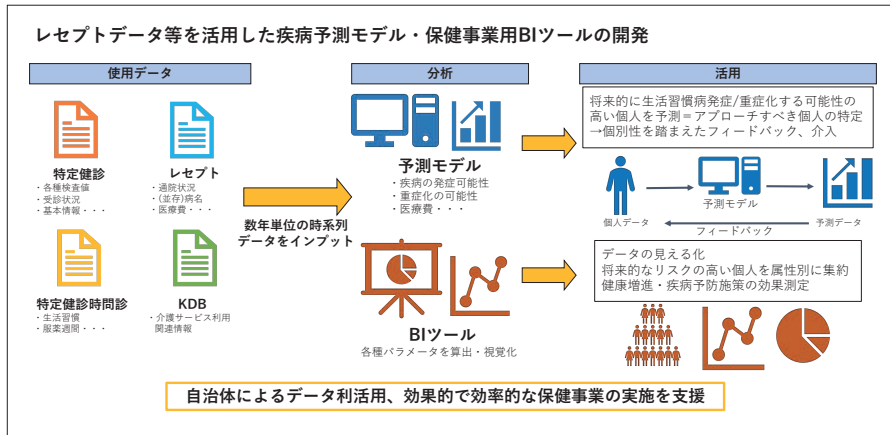 レセプトデータ等を活用した疾病予測モデル・保健事業用BIツールの開発
使用データ
特定健診
・各種検査値
・受診状況
・基本情報・・・
レセプト
・通院状況
・(並存)病名
・医療費・・・
特定健診時間診
・生活習慣
・服薬週間・・・
KDB
・介護サービス利用
関連情報
数年単位の時系列
データをインプット
分析
予測モデル
・疾病の発症可能性
・重症化の可能性
・医療費・・・
BIツール
各種パラメータを算出・視覚化
活用
将来的に生活習慣病発症/重症化する可能性の
高い個人を予測＝アプローチすべき個人の特定
→個別性を踏まえたフィードバック、介入
個人データ
予測モデル
予測データ
フィードバック
データの見える化
将来的なリスクの高い個人を属性別に集約
健康増進・疾病予防施策の効果測定
自治体によるデータ利活用、効果的で効率的な保健事業の実施を支援